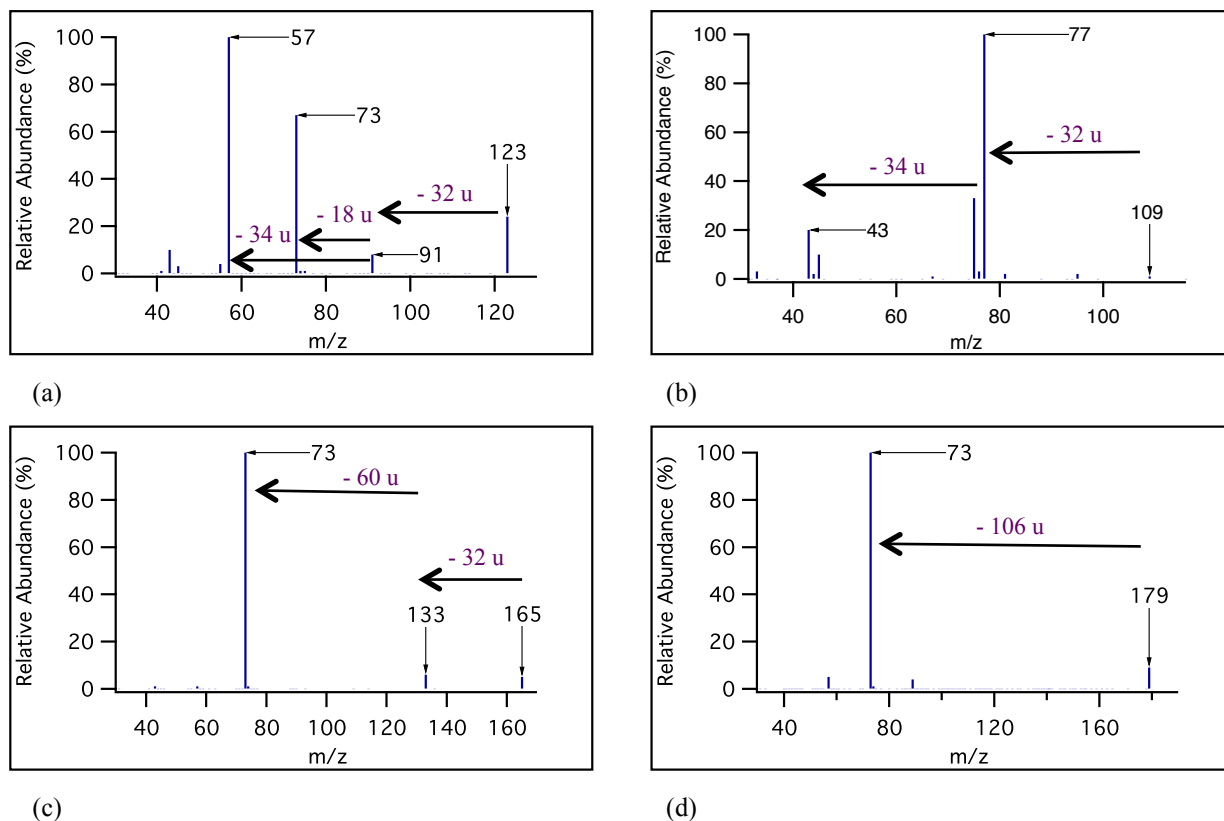 100
80
60
40
20
0
Relative Abundance (%)
57
73
123
- 32 u
- 18 u
- 34 u
91
40 60 80 100 120
m/z
(a)
100
80
60
40
20
0
Relative Abundance (%)
77
- 32 u
- 34 u
43
109
40 60 80 100
m/z
(b)
100
80
60
40
20
0
Relative Abundance (%)
73
- 60 u
- 32 u
133 165
40 60 80 100 120 140 160
m/z
(c)
100
80
60
40
20
0
Relative Abundance (%)
73
- 106 u
179
40 80 120 160
m/z
(d)